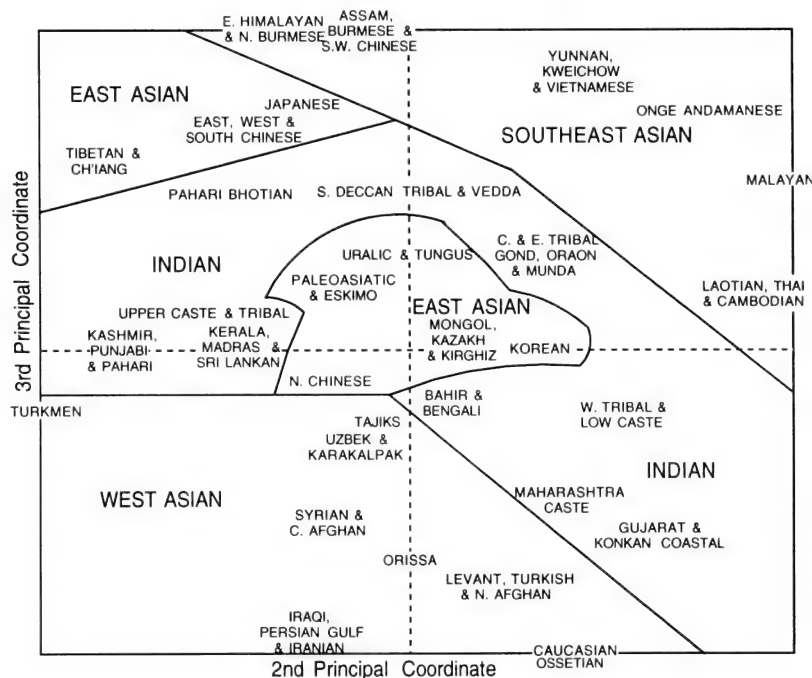 E. HIMALAYAN
& N. BURMESE
ASSAM,
BURMESE &
S.W. CHINESE
YUNNAN,
KWEICHOW
& VIETNAMESE
EAST ASIAN
JAPANESE
ONGE ANDAMANESE
EAST, WEST &
SOUTH CHINESE
SOUTHEAST ASIAN
TIBETAN &
CH'IANG
MALAYAN
PAHARI BHOTIAN
S. DECCAN TRIBAL & VEDDA
C. & E. TRIBAL
GOND, ORAON
& MUNDA
URALIC & TUNGUS
INDIAN
PALEOASIATIC
& ESKIMO
LAOTIAN, THAI
& CAMBODIAN
UPPER CASTE & TRIBAL
EAST ASIAN
KASHMIR,
PUNJABI
& PAHARI
KERALA,
MADRAS &
SRI LANKAN
MONGOL,
KAZAKH
& KIRGHIZ
KOREAN
3rd Principal Coordinate
N. CHINESE
BAHIR &
BENGALI
TURKMEN
TAJIKS
UZBEK &
KARAKALPAK
W. TRIBAL &
LOW CASTE
INDIAN
WEST ASIAN
MAHARASHTRA
CASTE
SYRIAN &
C. AFGHAN
GUJARAT &
KONKAN COASTAL
ORISSA
LEVANT, TURKISH
& N. AFGHAN
IRAQI,
PERSIAN GULF
& IRANIAN
CAUCASIAN
OSSETIAN
2nd Principal Coordinate